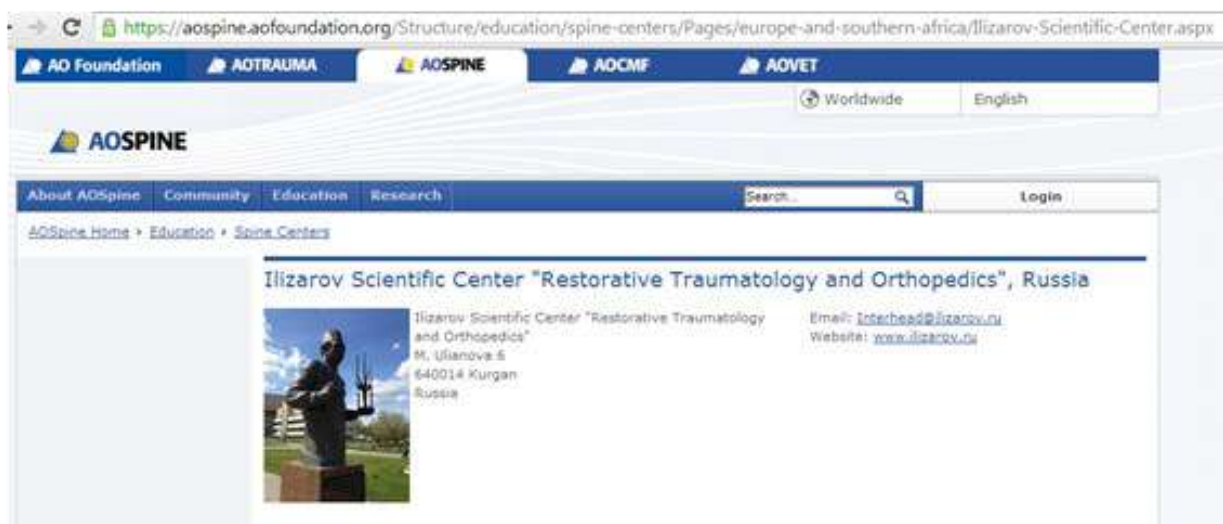 https://aospine.aofoundation.org/Structure/education/spine-centers/Pages/europe-and-southern-africa/Ilizarov-Scientific-Center.aspx
AO Foundation AOTRAUMA AOSPINE AOCMF AOVET
Worldwide English
AOSPINE
About AOSpine Community Education Research Search... Login
AOSpine Home Education Spine Centers
Ilizarov Scientific Center "Restorative Traumatology and Orthopedics", Russia
Ilizarov Scientific Center "Restorative Traumatology
and Orthopedics"
M. Ulianova 6
640014 Kurgan
Russia
Email: Interhead@ilizarov.ru
Website: www.ilizarov.ru